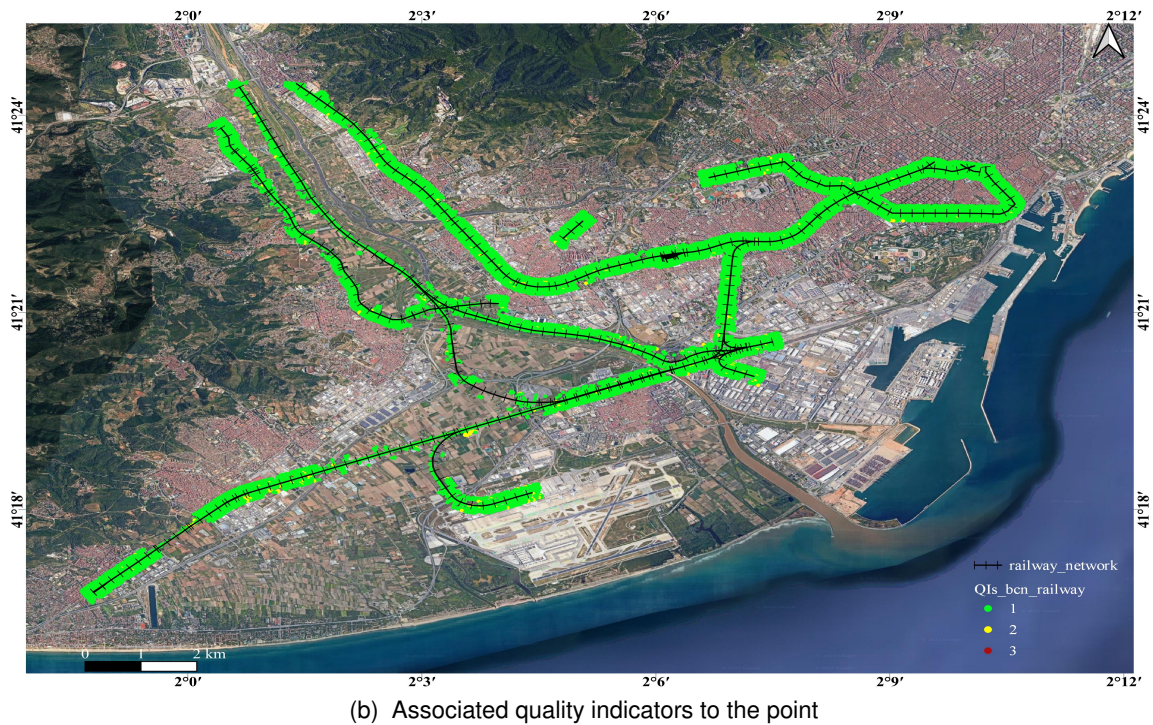 2°0′ 2°3′ 2°6′ 2°9′ 2°12′
41°24′ 41°24′
41°21′ 41°21′
41°18′ 41°18′
railway_network
QIs_bcn_railway
1
2
3
0 1 2 km
2°0′ 2°3′ 2°6′ 2°9′ 2°12′
(b) Associated quality indicators to the point